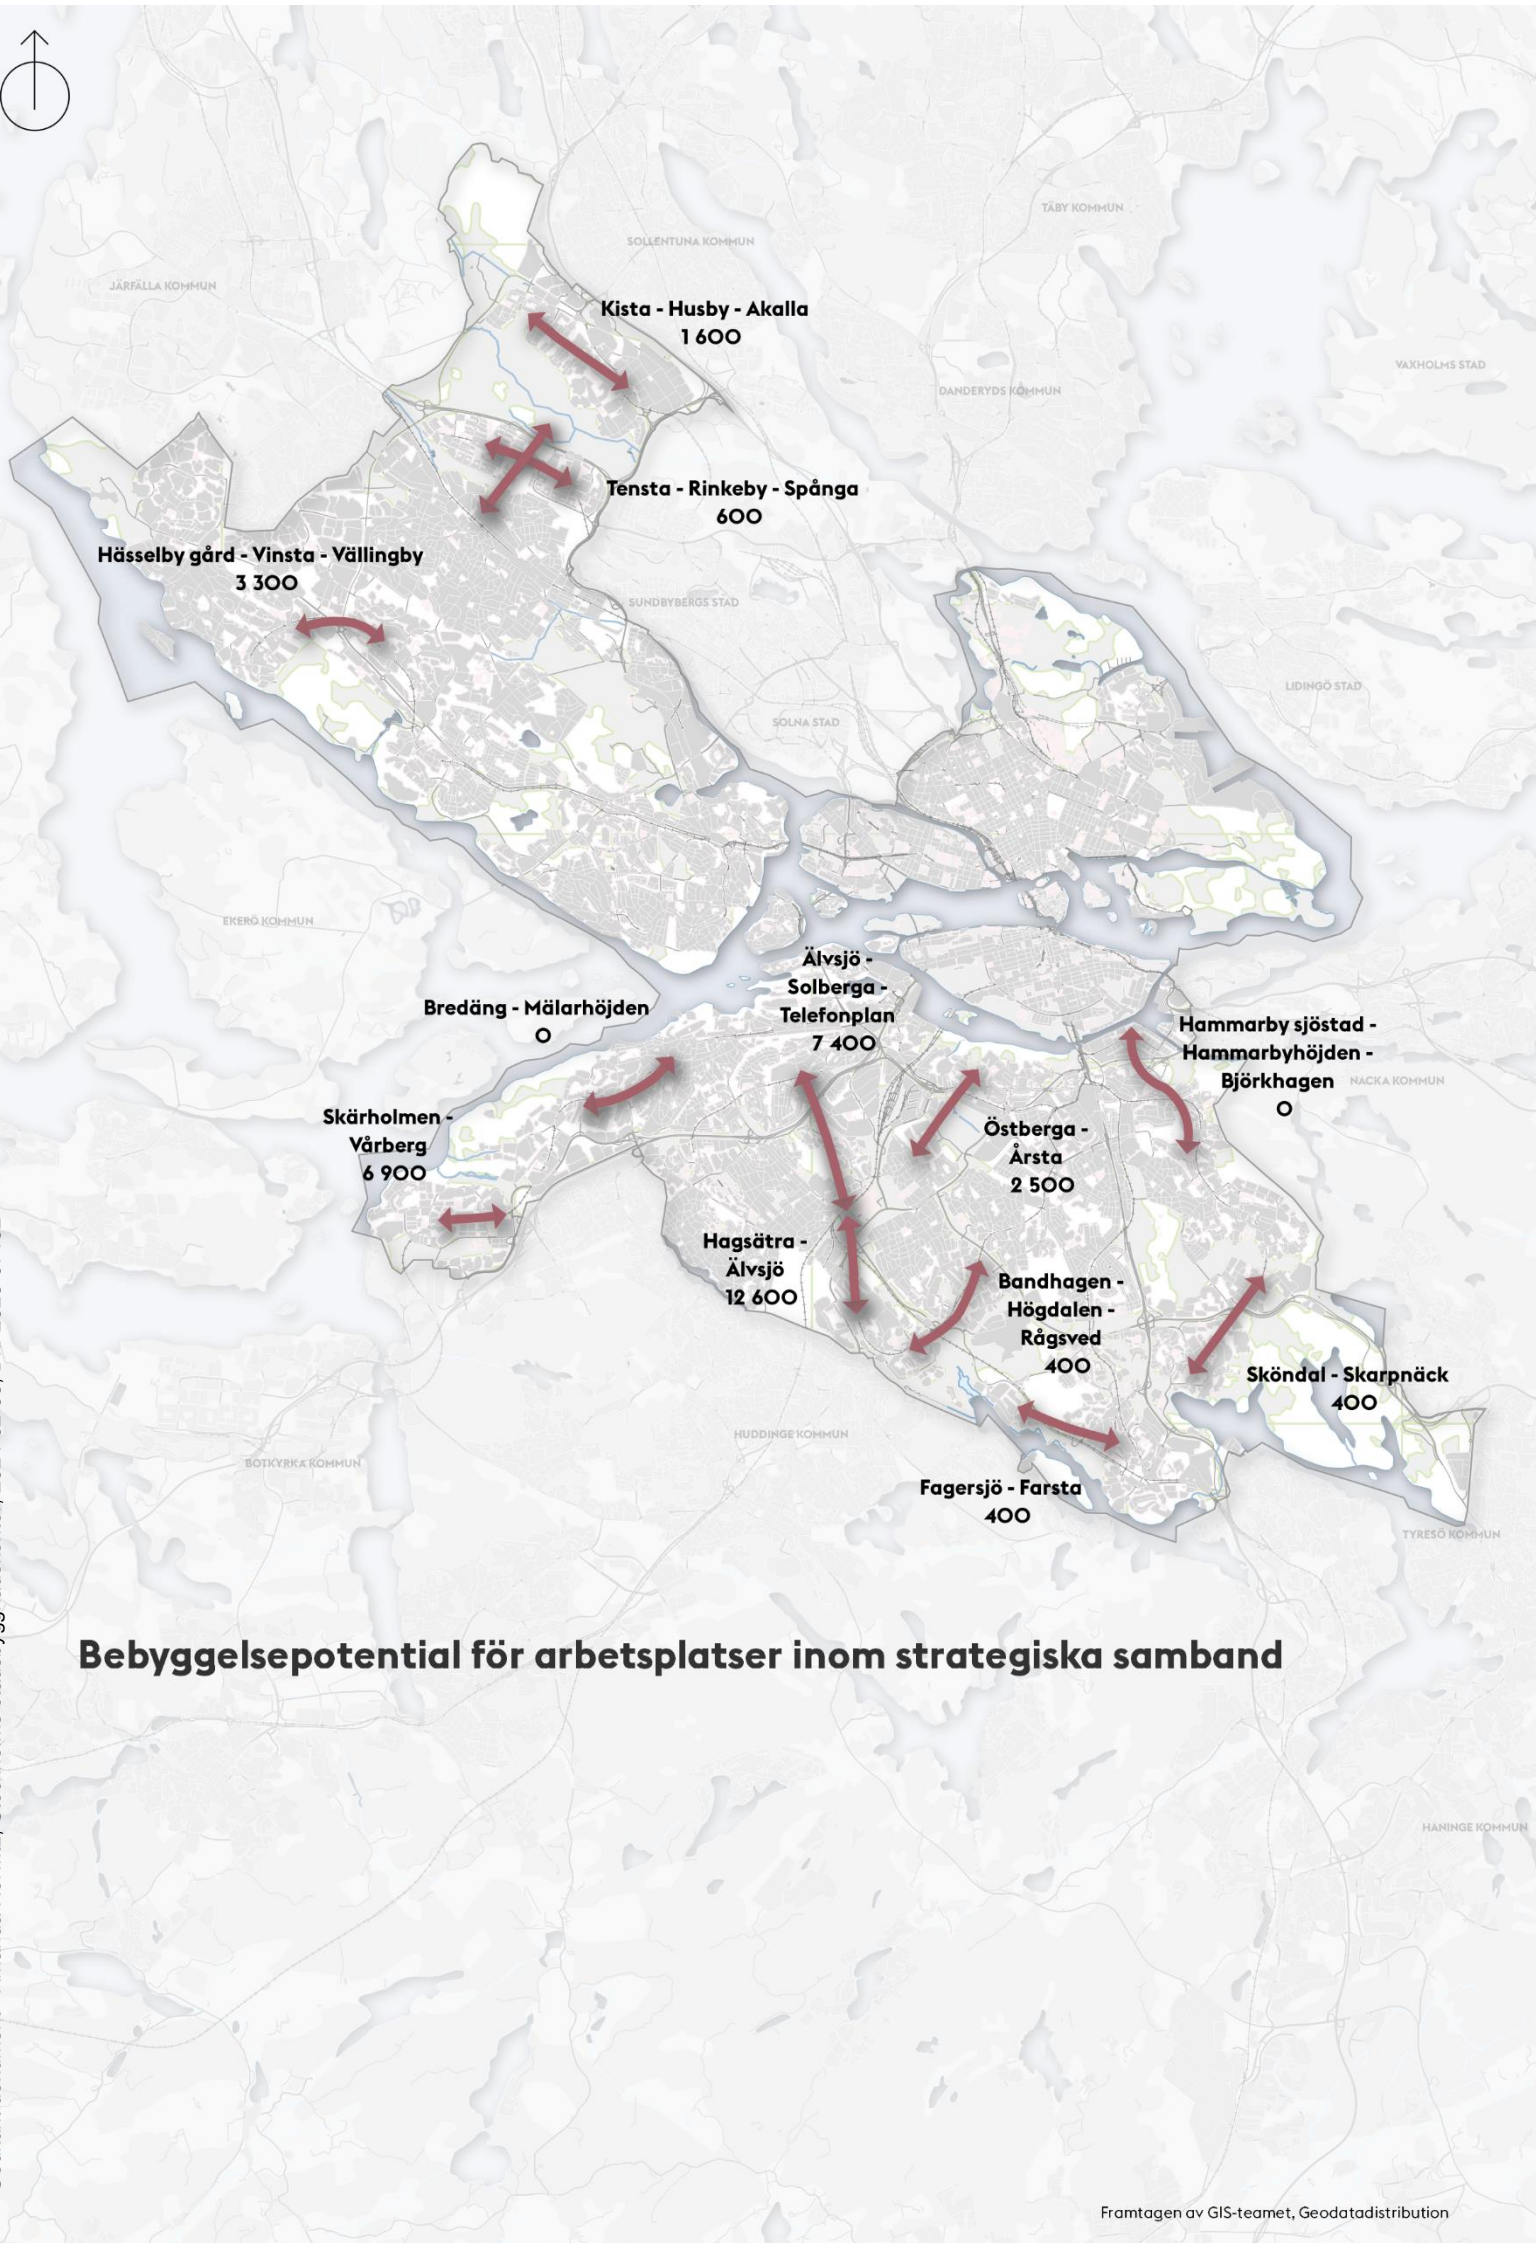 TÄBY KOMMUN
SOLLENTUNA KOMMUN
JÄRFÄLLA KOMMUN
Kista - Husby - Akalla
1 600
VAXHOLMS STAD
DANDERYDS KOMMUN
Tensta - Rinkeby - Spånga
600
Hässelby gård - Vinsta - Vällingby
3 300
SUNDBYBERGS STAD
LIDINGÖ STAD
SOLNA STAD
EKERÖ KOMMUN
Älvsjö -
Solberga -
Telefonplan
7 400
Bredäng - Mälarhöjden
0
Hammarby sjöstad -
Hammarbyhöjden -
Björkhagen
0
NACKA KOMMUN
Skärholmen -
Vårberg
6 900
Östberga -
Årsta
2 500
Hagsätra -
Älvsjö
12 600
Bandhagen -
Högdalen -
Rågsved
400
Sköndal - Skarpnäck
400
HUDDINGE KOMMUN
BOTKYRKA KOMMUN
Fagersjö - Farsta
400
TYRESÖ KOMMUN
Bebyggelsepotential för arbetsplatser inom strategiska samband
HANINGE KOMMUN
Framtagen av GIS-teamet, Geodatadistribution